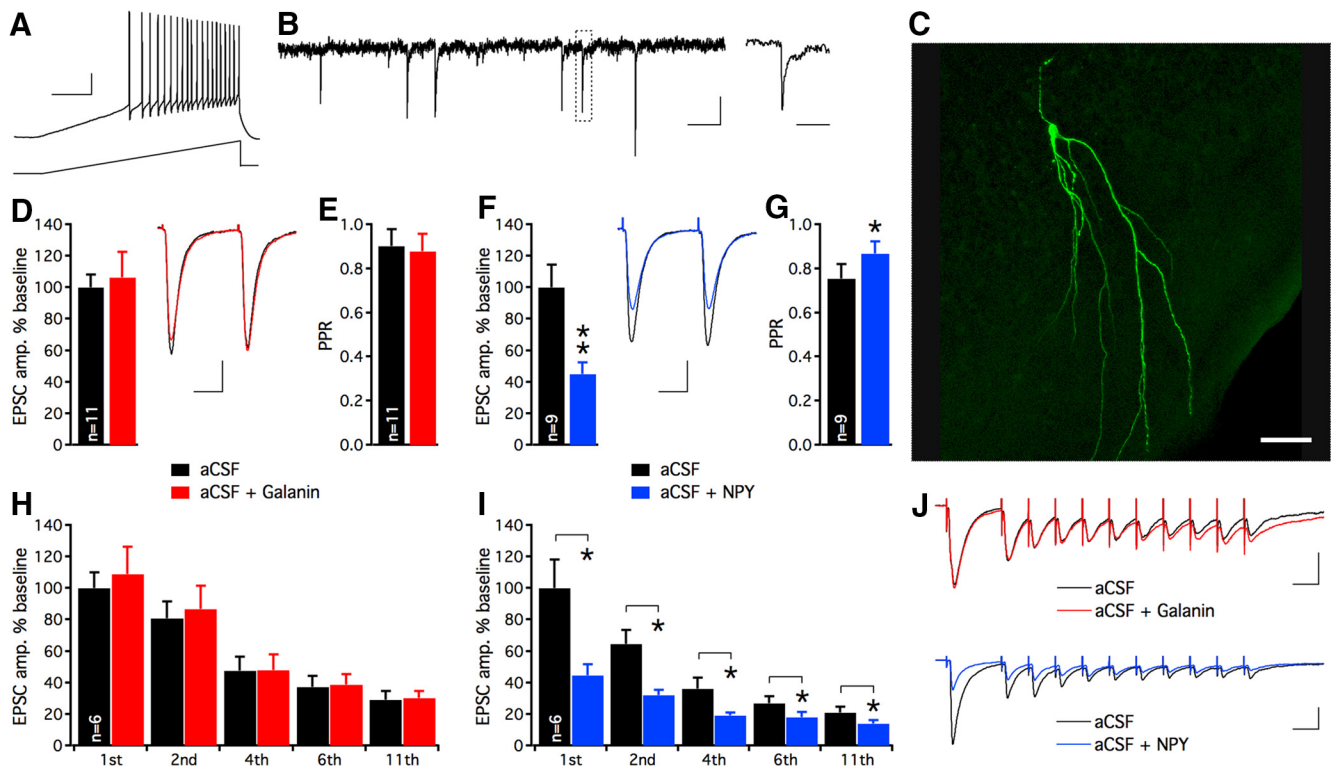 A
B
C
D
EPSC amp. % baseline
140
120
100
80
60
40
20
0
n=11
E
PPR
1.0
0.8
0.6
0.4
0.2
0.0
n=11
F
EPSC amp. % baseline
140
120
100
80
60
40
20
0
n=9
*
*
G
PPR
1.0
0.8
0.6
0.4
0.2
0.0
n=9
*
aCSF
aCSF + Galanin
aCSF
aCSF + NPY
H
EPSC amp. % baseline
140
120
100
80
60
40
20
0
n=6
1st 2nd 4th 6th 11th
I
EPSC amp. % baseline
140
120
100
80
60
40
20
0
n=6
* * * * *
1st 2nd 4th 6th 11th
J
aCSF
aCSF + Galanin
aCSF
aCSF + NPY